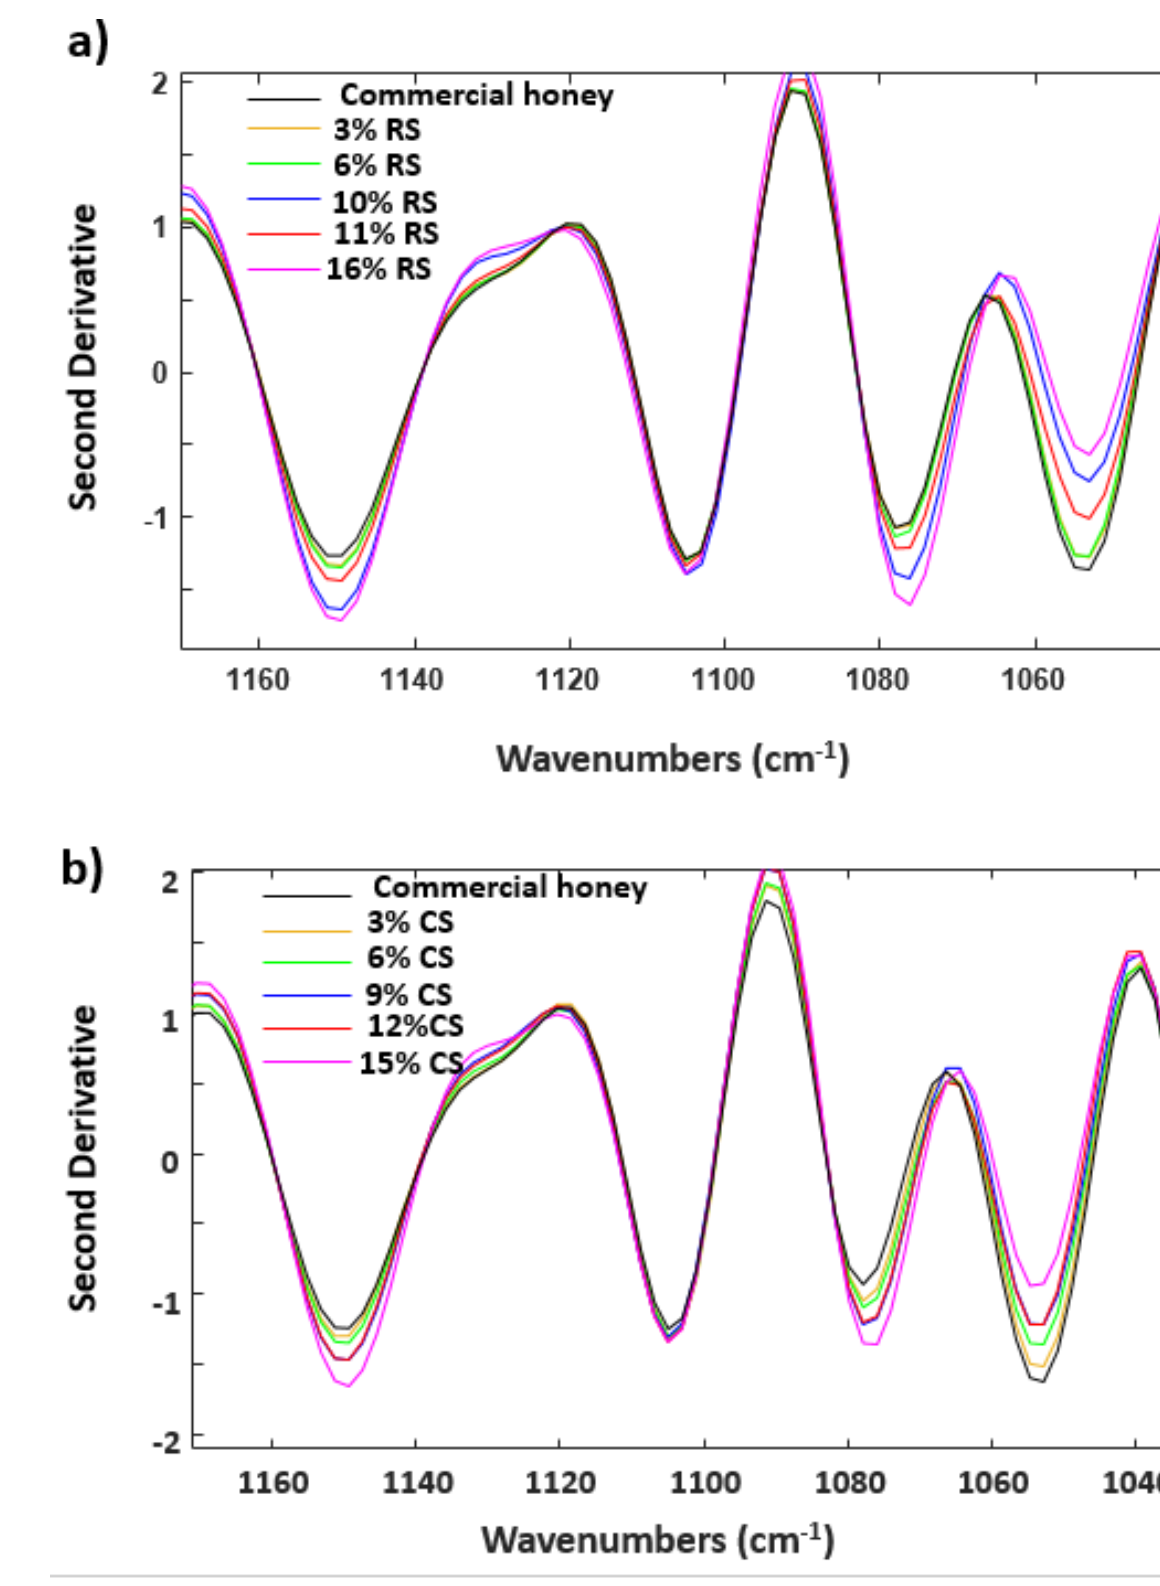 a)
2
1
0
-1
Second Derivative
Commercial honey
3% RS
6% RS
10% RS
11% RS
16% RS
1160 1140 1120 1100 1080 1060
Wavenumbers (cm-1)
b)
2
1
0
-1
-2
Second Derivative
Commercial honey
3% CS
6% CS
9% CS
12%CS
15% CS
1160 1140 1120 1100 1080 1060 104
Wavenumbers (cm-1)